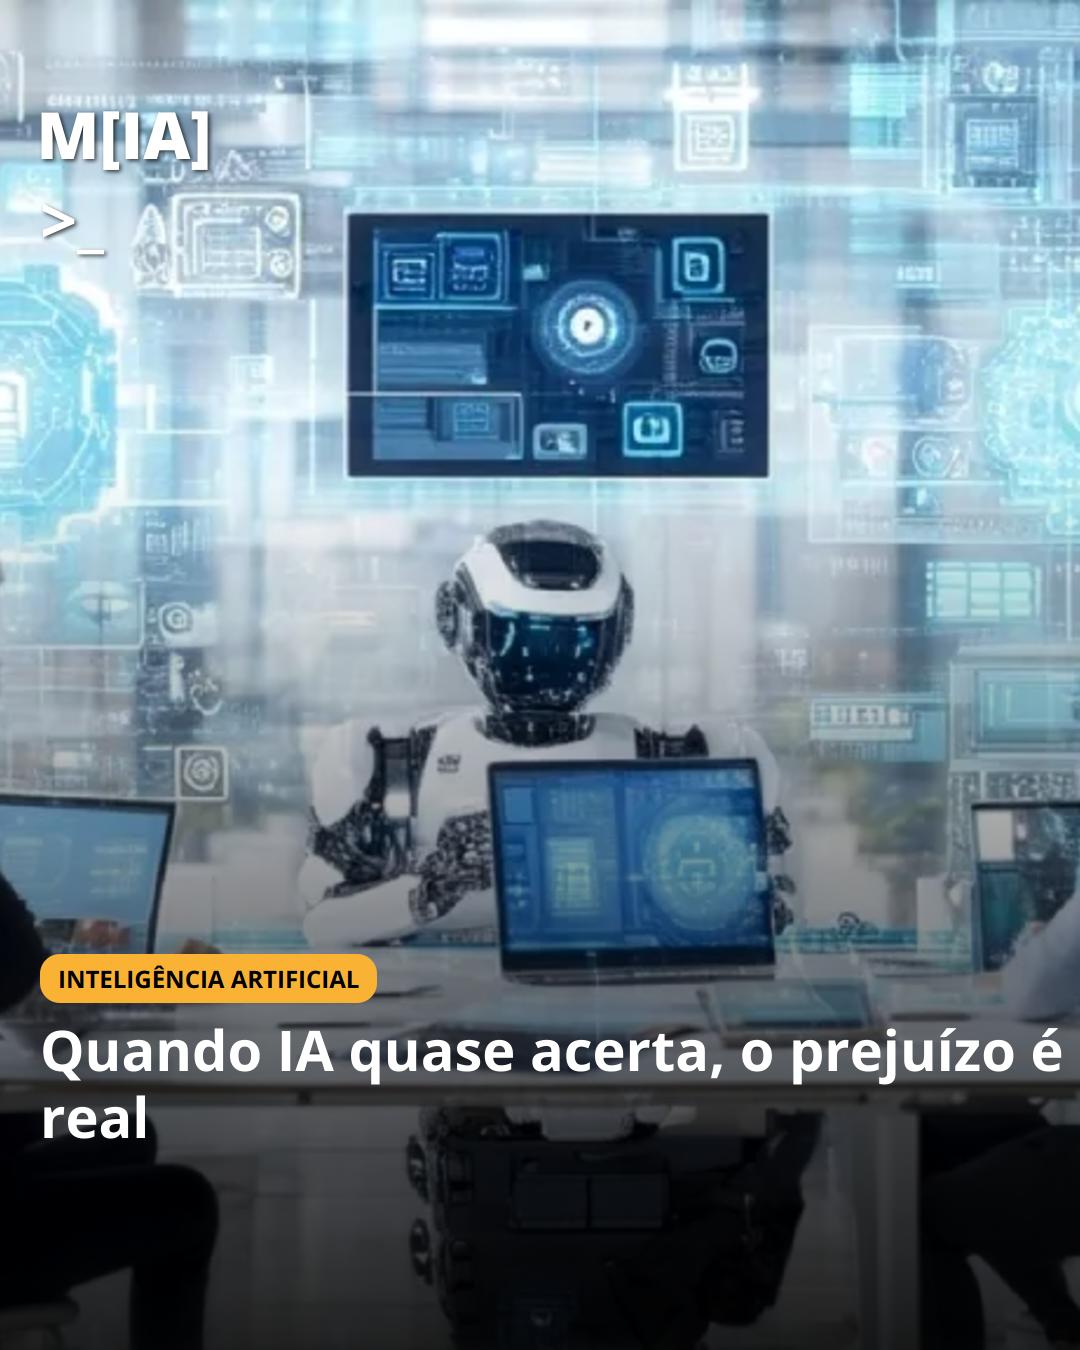 M[IA]
>_
INTELIGÊNCIA ARTIFICIAL
Quando IA quase acerta, o prejuízo é
real